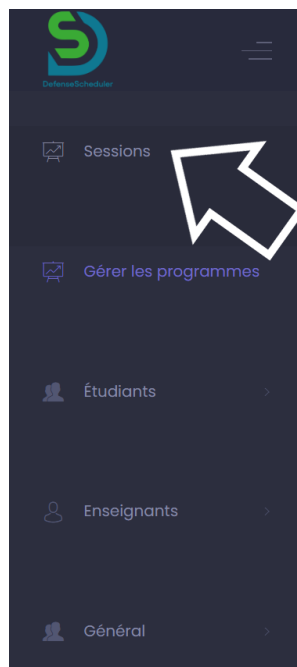 DefenseScheduler
Sessions
Gérer les programmes
Étudiants
Enseignants
Général